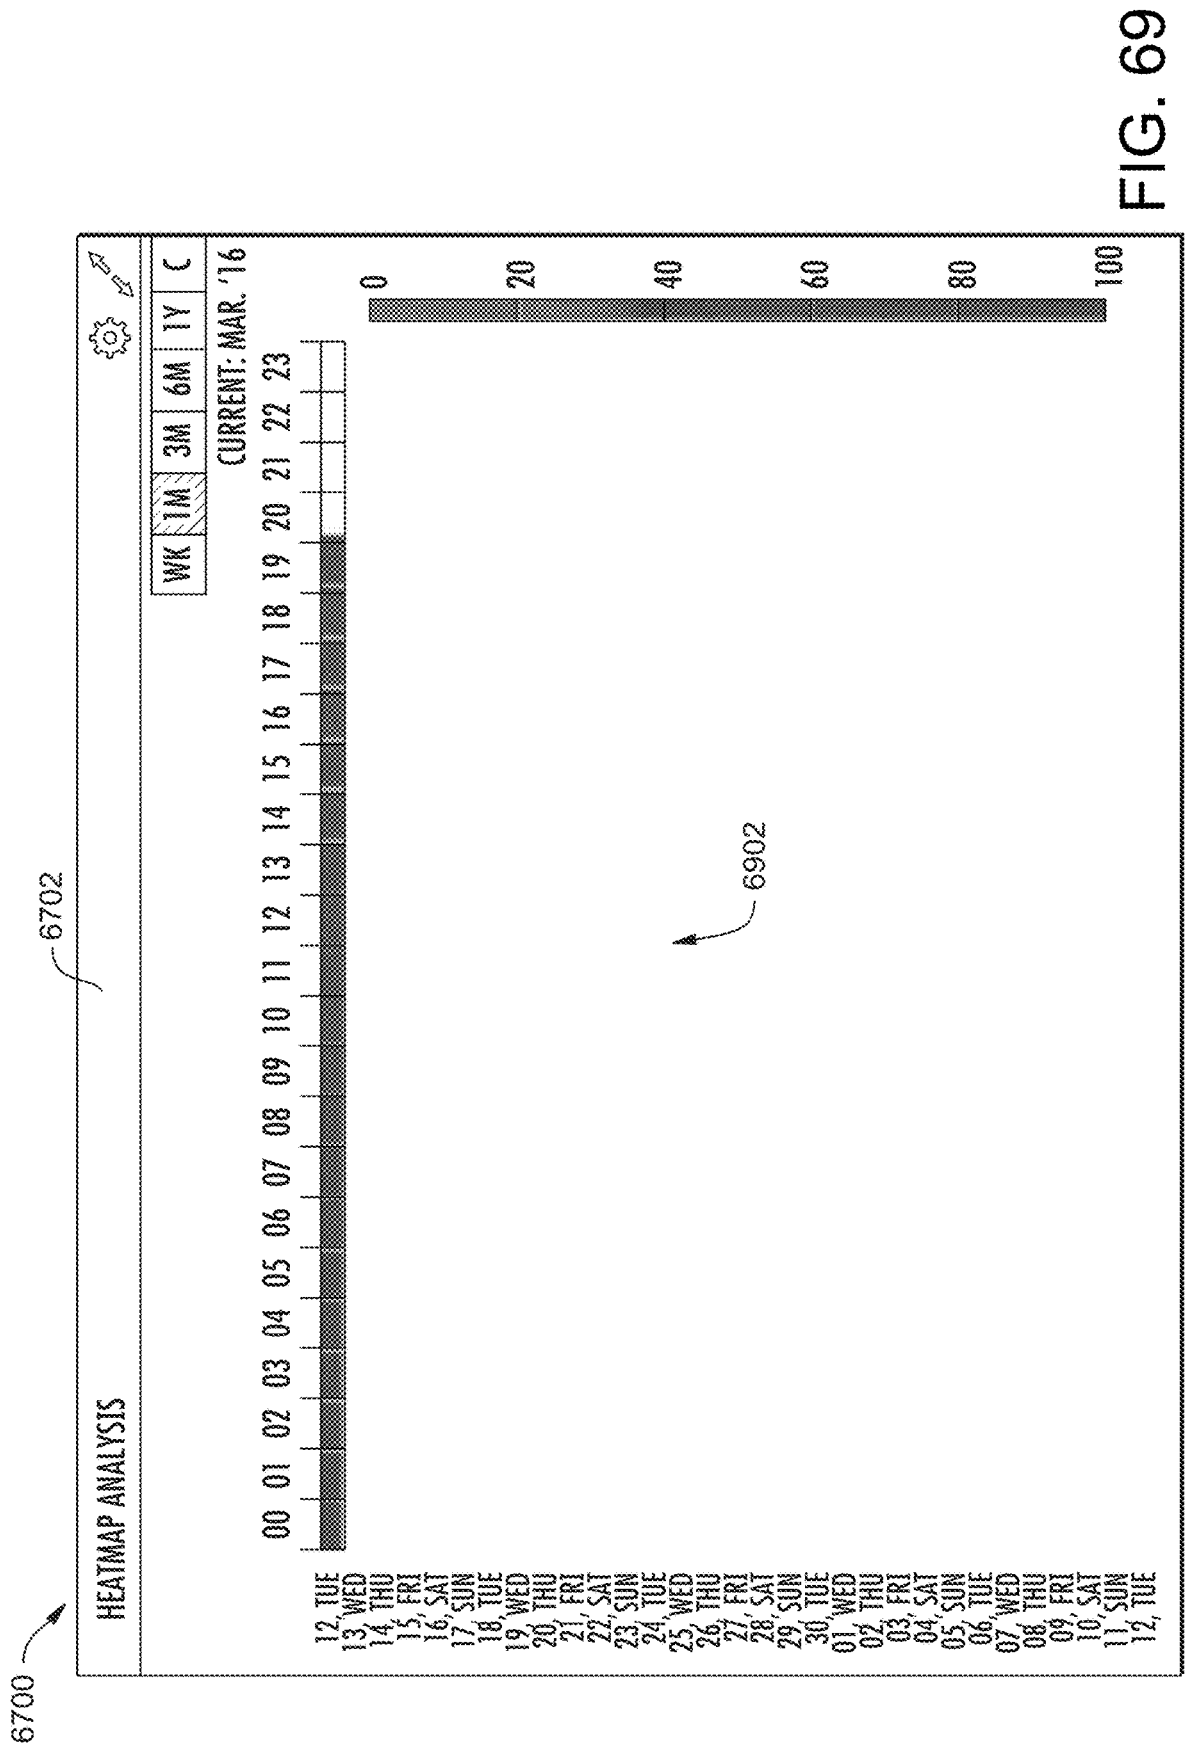 6700
6702
HEATMAP ANALYSIS
WK 1M 3M 6M 1Y C
CURRENT: MAR. '16
00 01 02 03 04 05 06 07 08 09 10 11 12 13 14 15 16 17 18 19 20 21 22 23
12, TUE
13, WED
14, THU
15, FRI
16, SAT
17, SUN
18, TUE
19, WED
20, THU
21, FRI
22, SAT
23, SUN
24, TUE
25, WED
26, THU
27, FRI
28, SAT
29, SUN
30, TUE
01, WED
02, THU
03, FRI
04, SAT
05, SUN
06, TUE
07, WED
08, THU
09, FRI
10, SAT
11, SUN
12, TUE
0
20
40
60
80
100
6902
FIG. 69